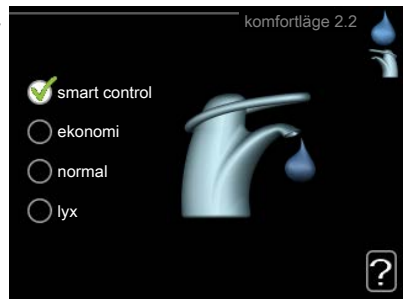 komfortläge 2.2
smart control
ekonomi
normal
lyx
?